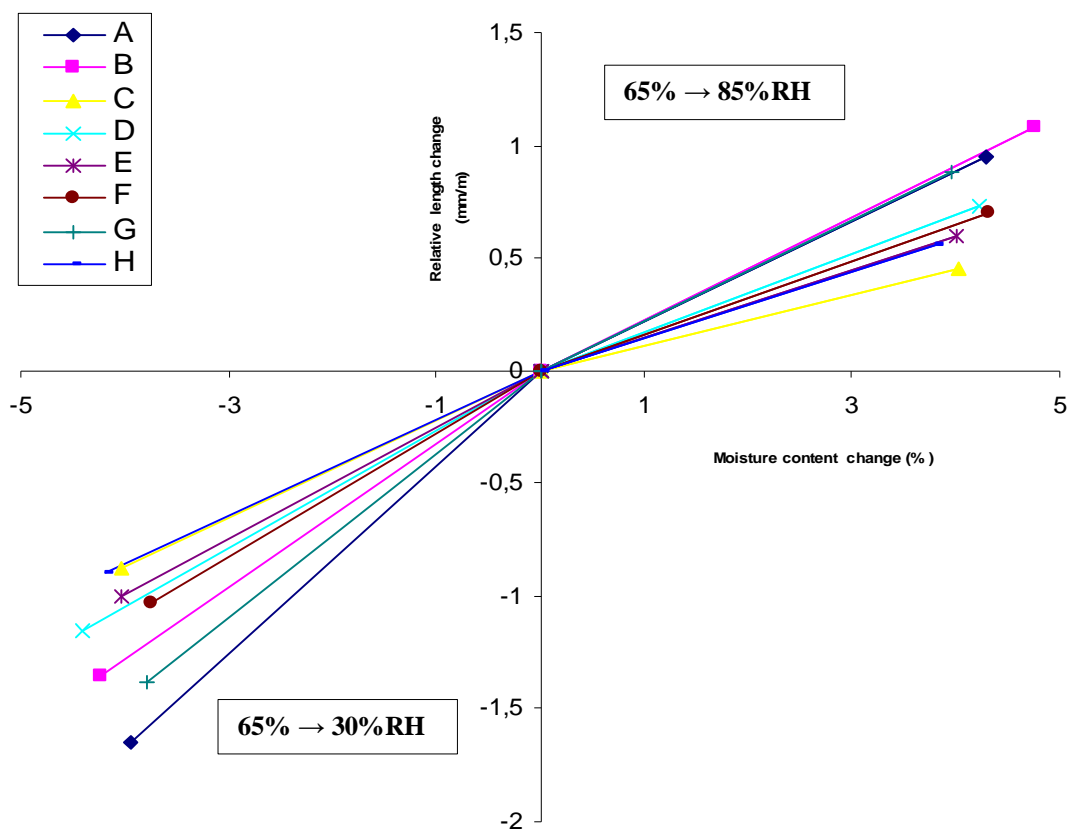 A
B
C
D
E
F
G
H
1,5
65% → 85%RH
1
Relative length change
(mm/m)
0,5
0
-5
-3
-1
1
3
5
Moisture content change (%)
-0,5
-1
-1,5
65% → 30%RH
-2